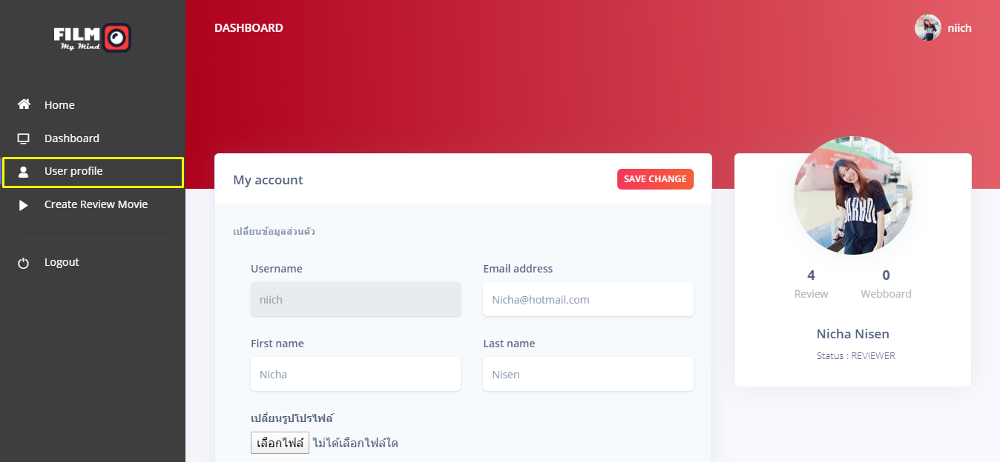 FILM
My Mind
DASHBOARD
niich
Home
Dashboard
User profile
Create Review Movie
Logout
My account
SAVE CHANGE
เปลี่ยนข้อมูลส่วนตัว
Username
Email address
niich
Nicha@hotmail.com
First name
Last name
Nicha
Nisen
เปลี่ยนรูปโปรไฟล์
เลือกไฟล์ ไม่ได้เลือกไฟล์ใด
4
0
Review
Webboard
Nicha Nisen
Status : REVIEWER